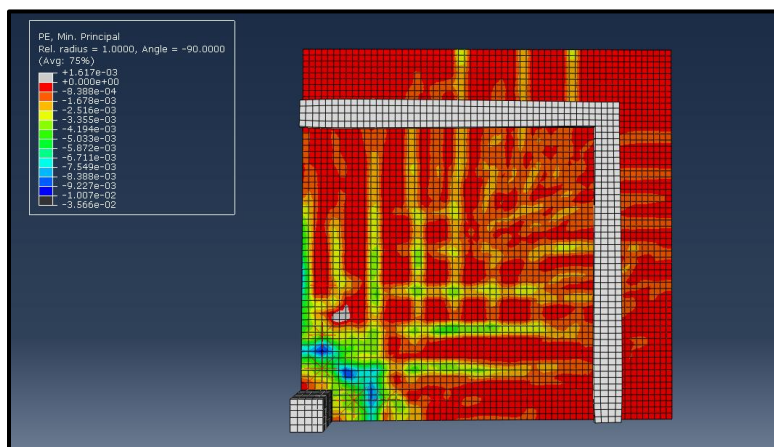 PE, Min. Principal
Rel. radius = 1.0000, Angle = -90.0000
(Avg: 75%)
+1.617e-03
+0.000e+00
-8.388e-04
-1.678e-03
-2.516e-03
-3.355e-03
-4.194e-03
-5.033e-03
-5.872e-03
-6.711e-03
-7.549e-03
-8.388e-03
-9.227e-03
-1.007e-02
-3.566e-02